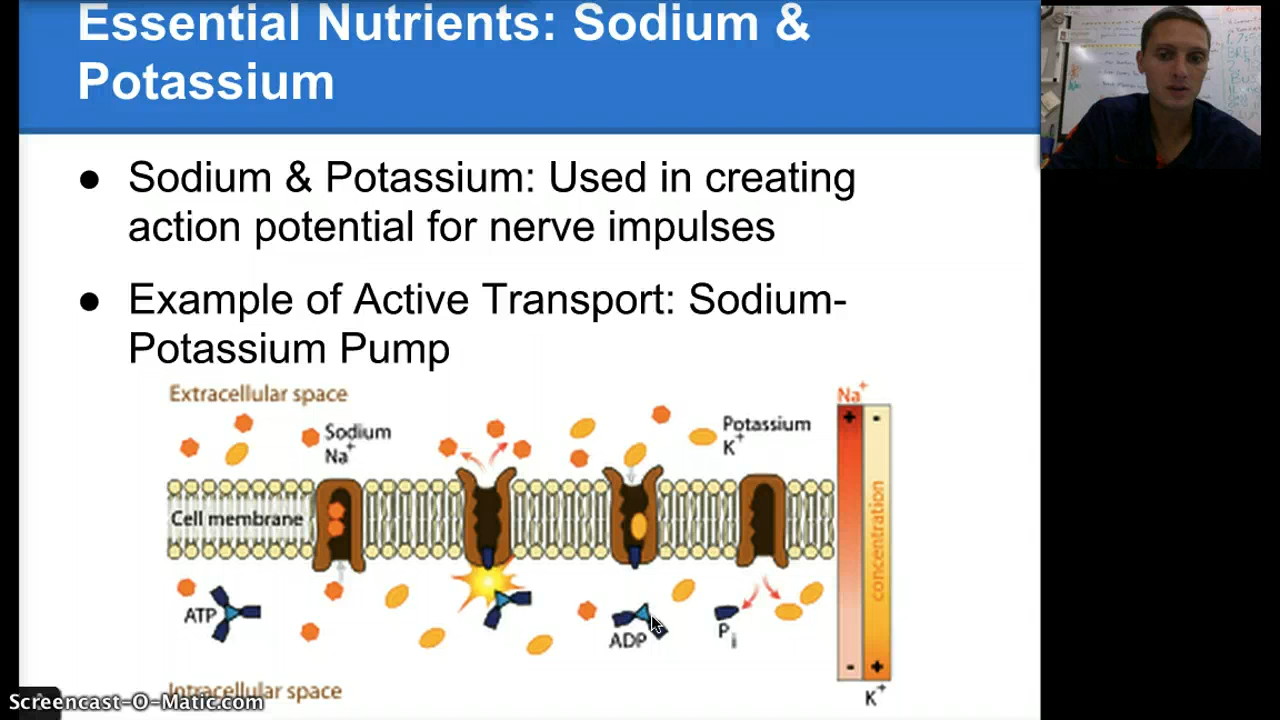 Essential Nutrients: Sodium &
Potassium
● Sodium & Potassium: Used in creating
action potential for nerve impulses
● Example of Active Transport: Sodium-
Potassium Pump
Extracellular space
Na+
+ -
Sodium
Na+
Potassium
K+
Cell membrane
concentration
ATP
ADP
Pi
- +
K+
Intracellular space
Screencast-O-Matic.com